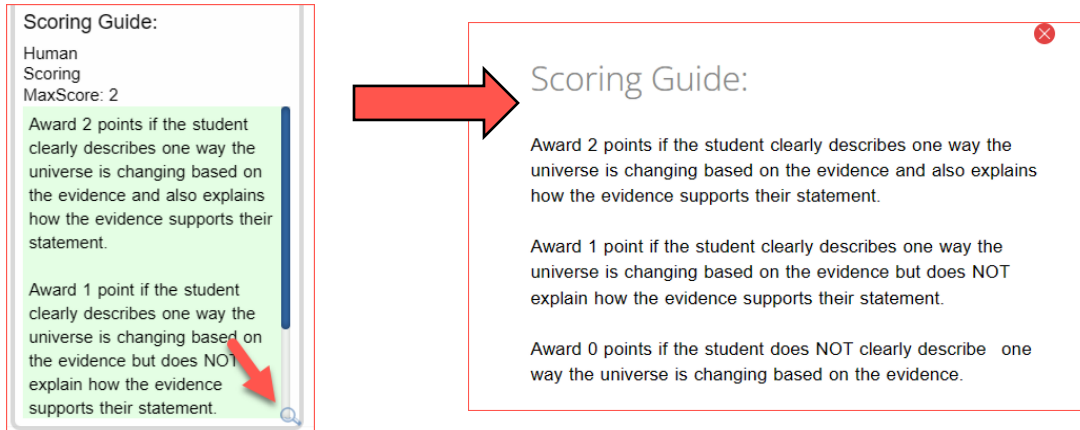 Scoring Guide:
Human
Scoring
MaxScore: 2
Award 2 points if the student
clearly describes one way the
universe is changing based on
the evidence and also explains
how the evidence supports their
statement.
Award 1 point if the student
clearly describes one way the
universe is changing based on
the evidence but does NOT
explain how the evidence
supports their statement.
Scoring Guide:
Award 2 points if the student clearly describes one way the
universe is changing based on the evidence and also explains
how the evidence supports their statement.
Award 1 point if the student clearly describes one way the
universe is changing based on the evidence but does NOT
explain how the evidence supports their statement.
Award 0 points if the student does NOT clearly describe one
way the universe is changing based on the evidence.